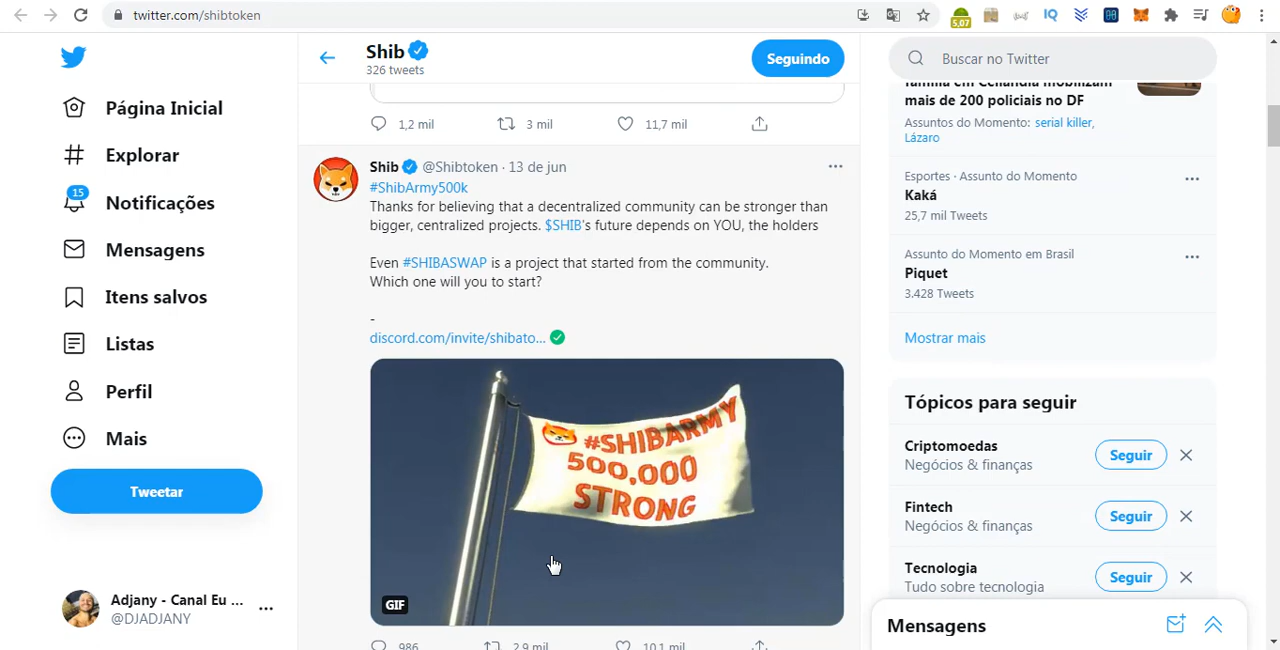 twitter.com/shibtoken
5,07
IQ
Página Inicial
Explorar
15
Notificações
Mensagens
Itens salvos
Listas
Perfil
Mais
Tweetar
Adjany - Canal Eu ...
@DJADJANY
Shib
326 tweets
Seguindo
1,2 mil
3 mil
11,7 mil
Shib @Shibtoken · 13 de jun
#ShibArmy500k
Thanks for believing that a decentralized community can be stronger than
bigger, centralized projects. $SHIB's future depends on YOU, the holders
Even #SHIBASWAP is a project that started from the community.
Which one will you to start?
-
discord.com/invite/shibato...
#SHIBARMY
500,000
STRONG
GIF
986
2,9 mil
10,1 mil
Buscar no Twitter
família em Ceilândia mobilizam
mais de 200 policiais no DF
Assuntos do Momento: serial killer,
Lázaro
Esportes · Assunto do Momento
Kaká
25,7 mil Tweets
Assunto do Momento em Brasil
Piquet
3.428 Tweets
Mostrar mais
Tópicos para seguir
Criptomoedas
Negócios & finanças
Seguir
Fintech
Negócios & finanças
Seguir
Tecnologia
Tudo sobre tecnologia
Seguir
Mensagens